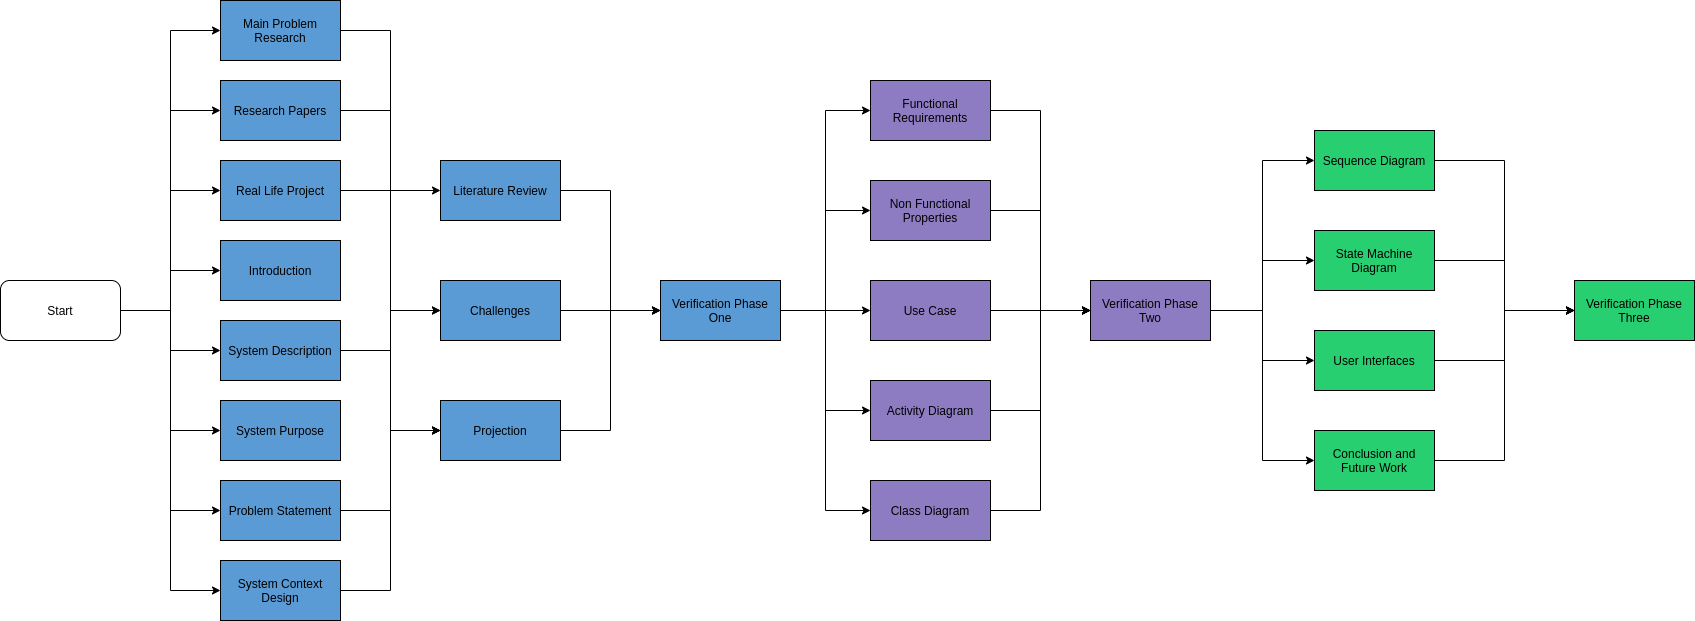 Start
Main Problem
Research
Research Papers
Real Life Project
Introduction
System Description
System Purpose
Problem Statement
System Context
Design
Literature Review
Challenges
Projection
Verification Phase
One
Functional
Requirements
Non Functional
Properties
Use Case
Activity Diagram
Class Diagram
Verification Phase
Two
Sequence Diagram
State Machine
Diagram
User Interfaces
Conclusion and
Future Work
Verification Phase
Three